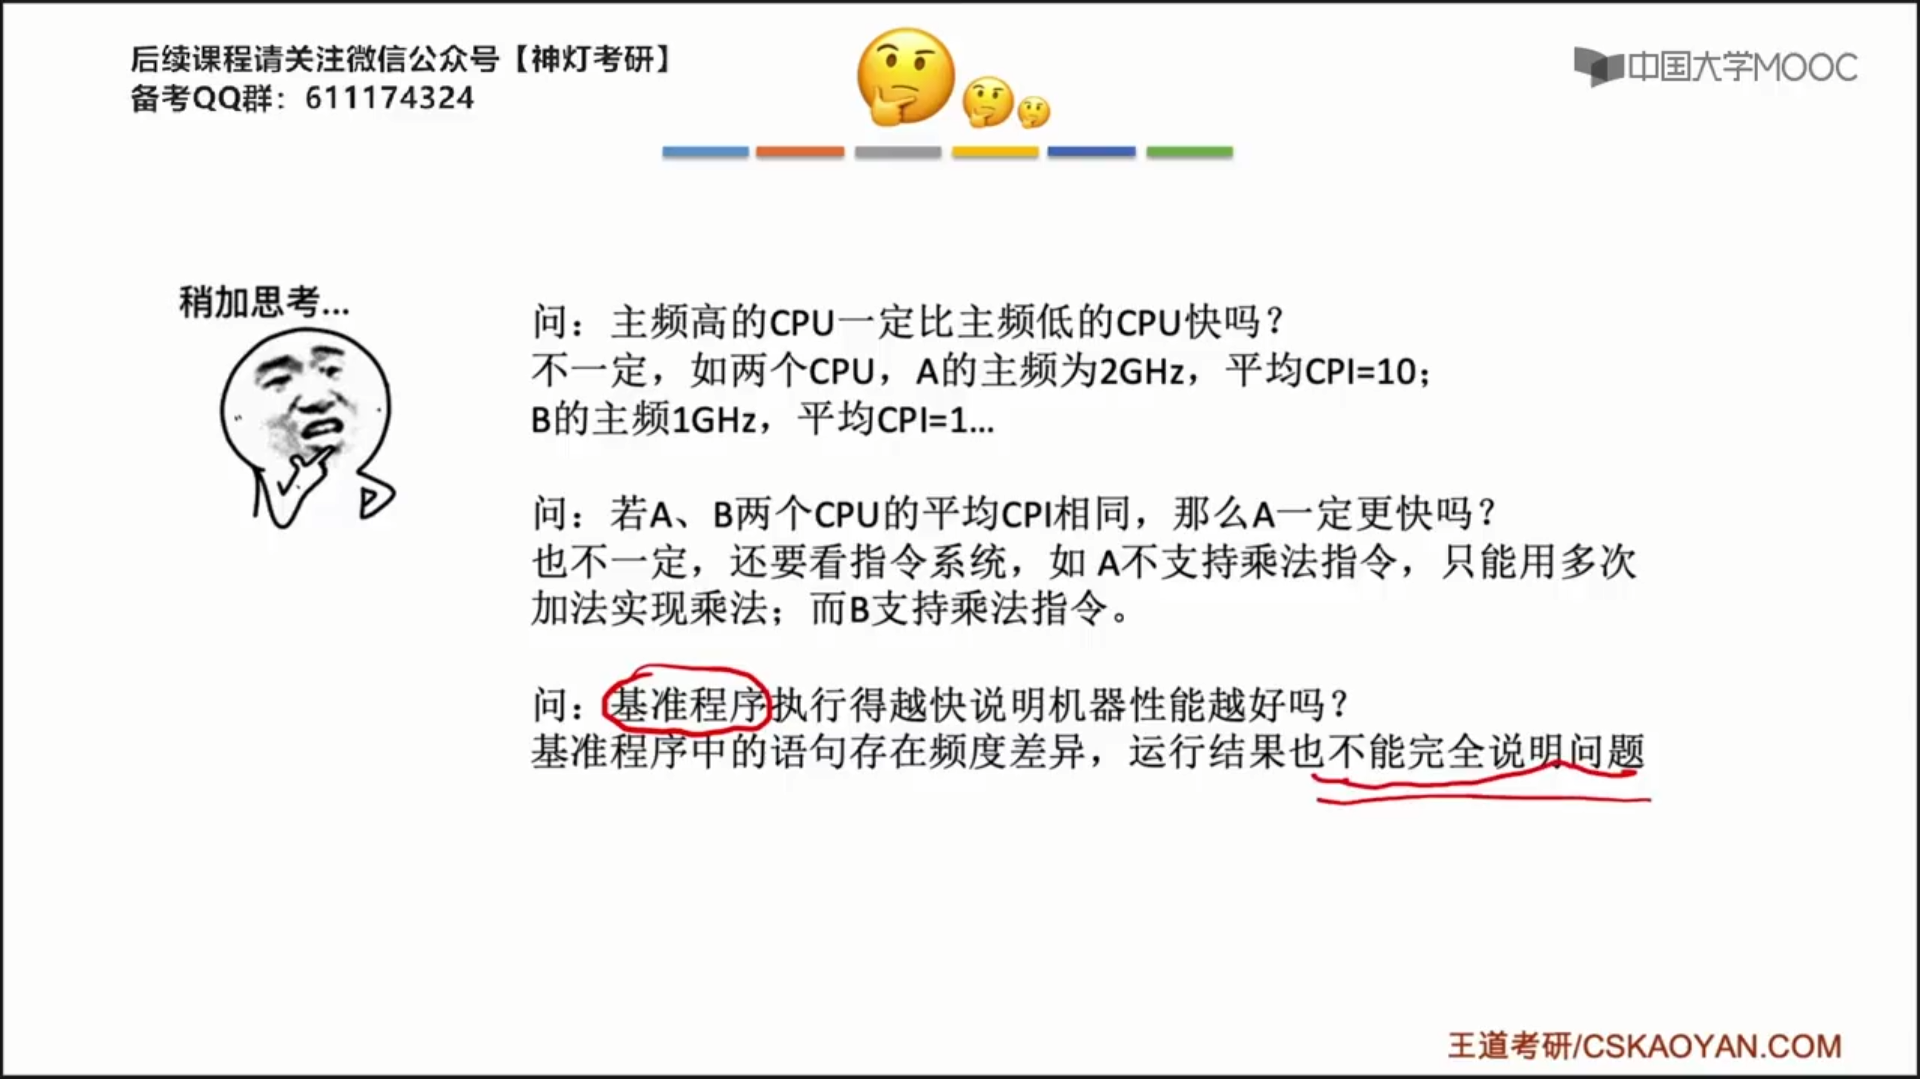 后续课程请关注微信公众号【神灯考研】
备考QQ群：611174324
中国大学MOOC
稍加思考...
问：主频高的CPU一定比主频低的CPU快吗？
不一定，如两个CPU，A的主频为2GHz，平均CPI=10；
B的主频1GHz，平均CPI=1...
问：若A、B两个CPU的平均CPI相同，那么A一定更快吗？
也不一定，还要看指令系统，如 A不支持乘法指令，只能用多次
加法实现乘法；而B支持乘法指令。
问：基准程序执行得越快说明机器性能越好吗？
基准程序中的语句存在频度差异，运行结果也不能完全说明问题
王道考研/CSKAOYAN.COM